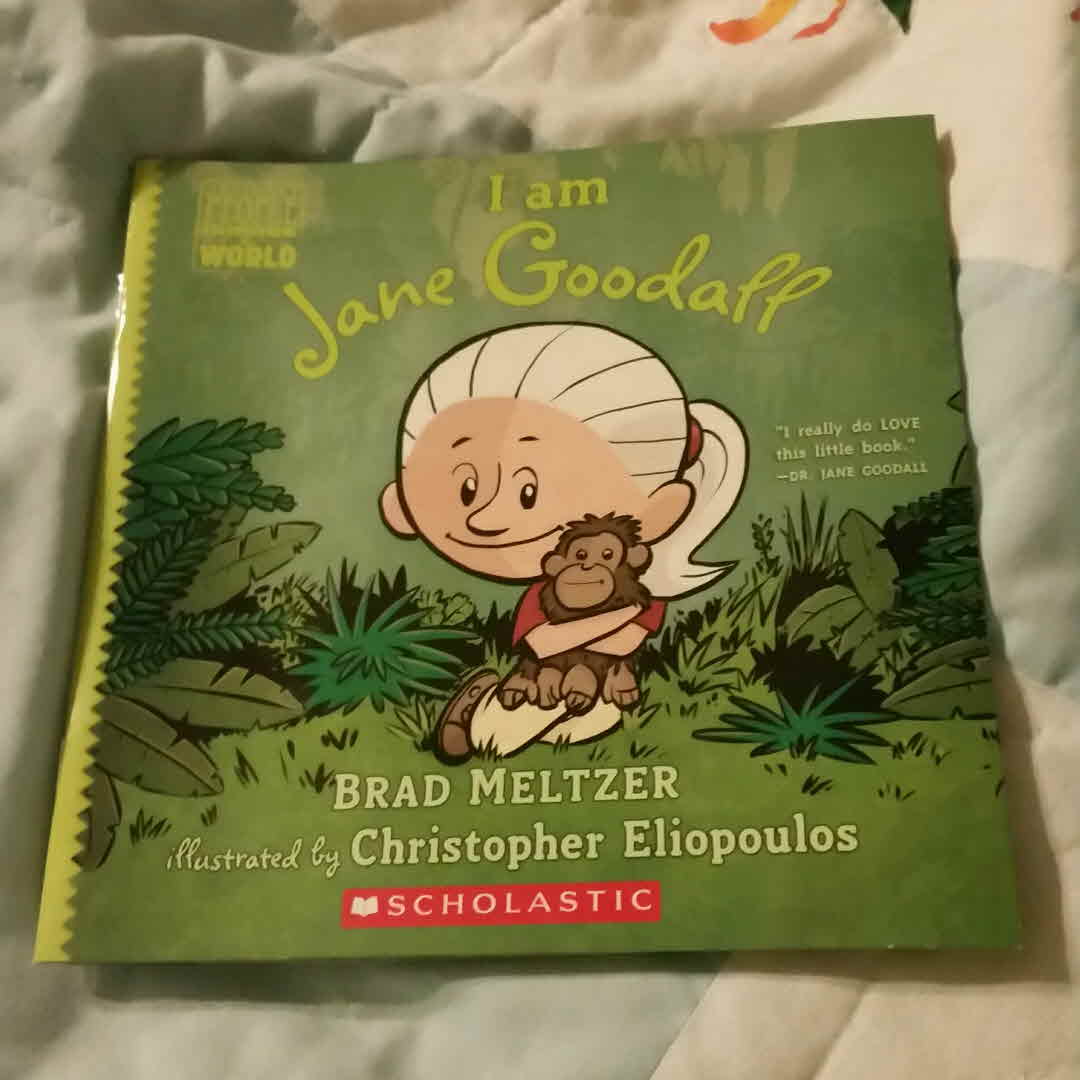 PEOPLE
WORLD
I am
Jane Goodall
"I really do LOVE
this little book."
—DR. JANE GOODALL
BRAD MELTZER
illustrated by Christopher Eliopoulos
SCHOLASTIC